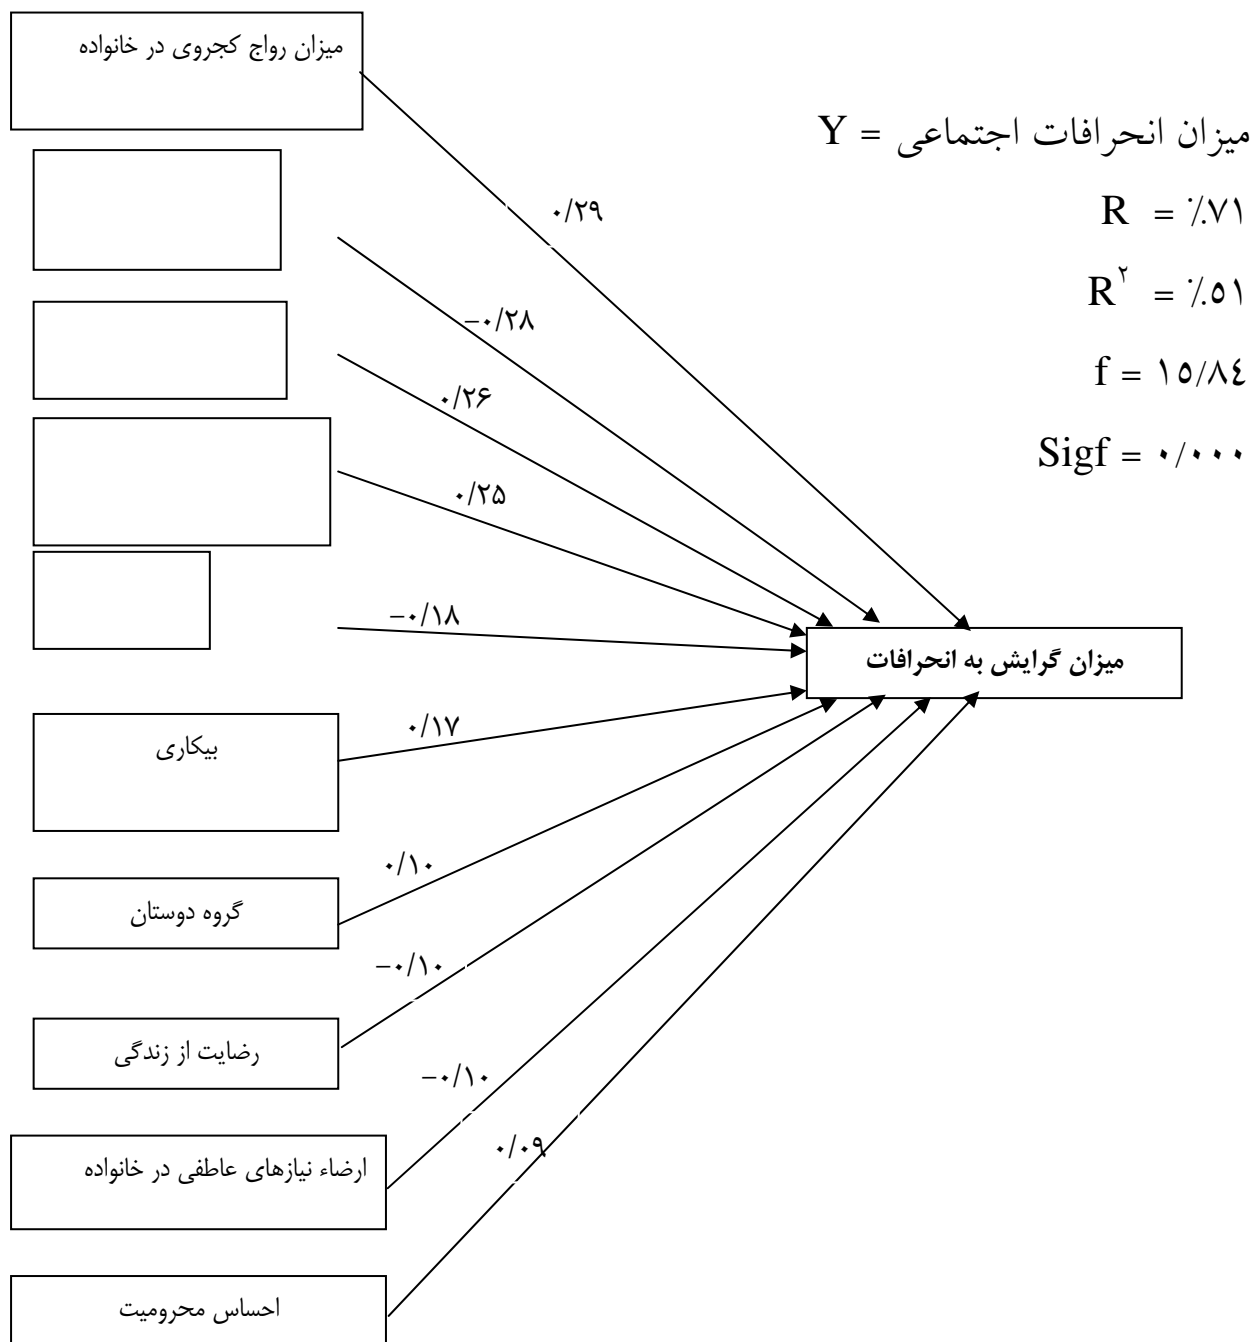 میزان رواج کجروی در خانواده
میزان انحرافات اجتماعی = Y
R = ٪۷۱
R۲ = ٪۵۱
f = ۱۵/۸٤
Sigf = ۰/۰۰۰
۰/۲۹
−۰/۲۸
۰/۲۶
۰/۲۵
−۰/۱۸
میزان گرایش به انحرافات
۰/۱۷
بیکاری
۰/۱۰
گروه دوستان
−۰/۱۰
رضایت از زندگی
−۰/۱۰
ارضاء نیازهای عاطفی در خانواده
۰/۰۹
احساس محرومیت